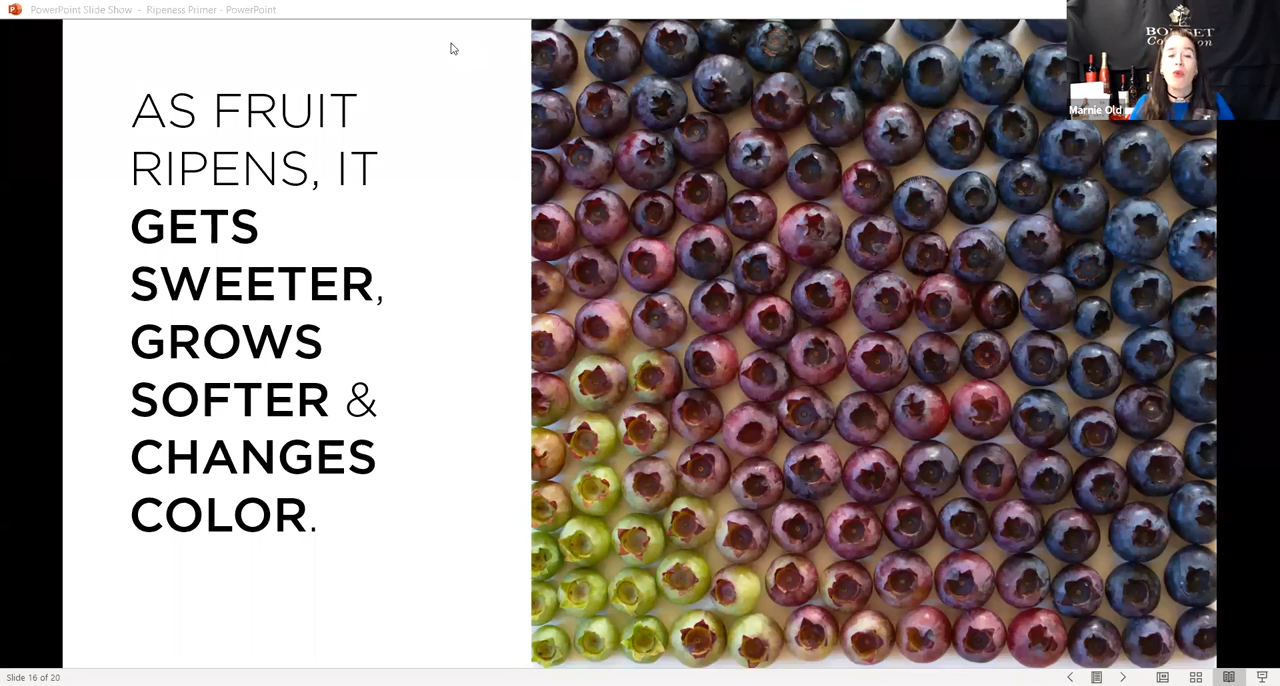 PowerPoint Slide Show - Ripeness Primer - PowerPoint
AS FRUIT
RIPENS, IT
GETS
SWEETER,
GROWS
SOFTER &
CHANGES
COLOR.
Marnie Old
Slide 16 of 20